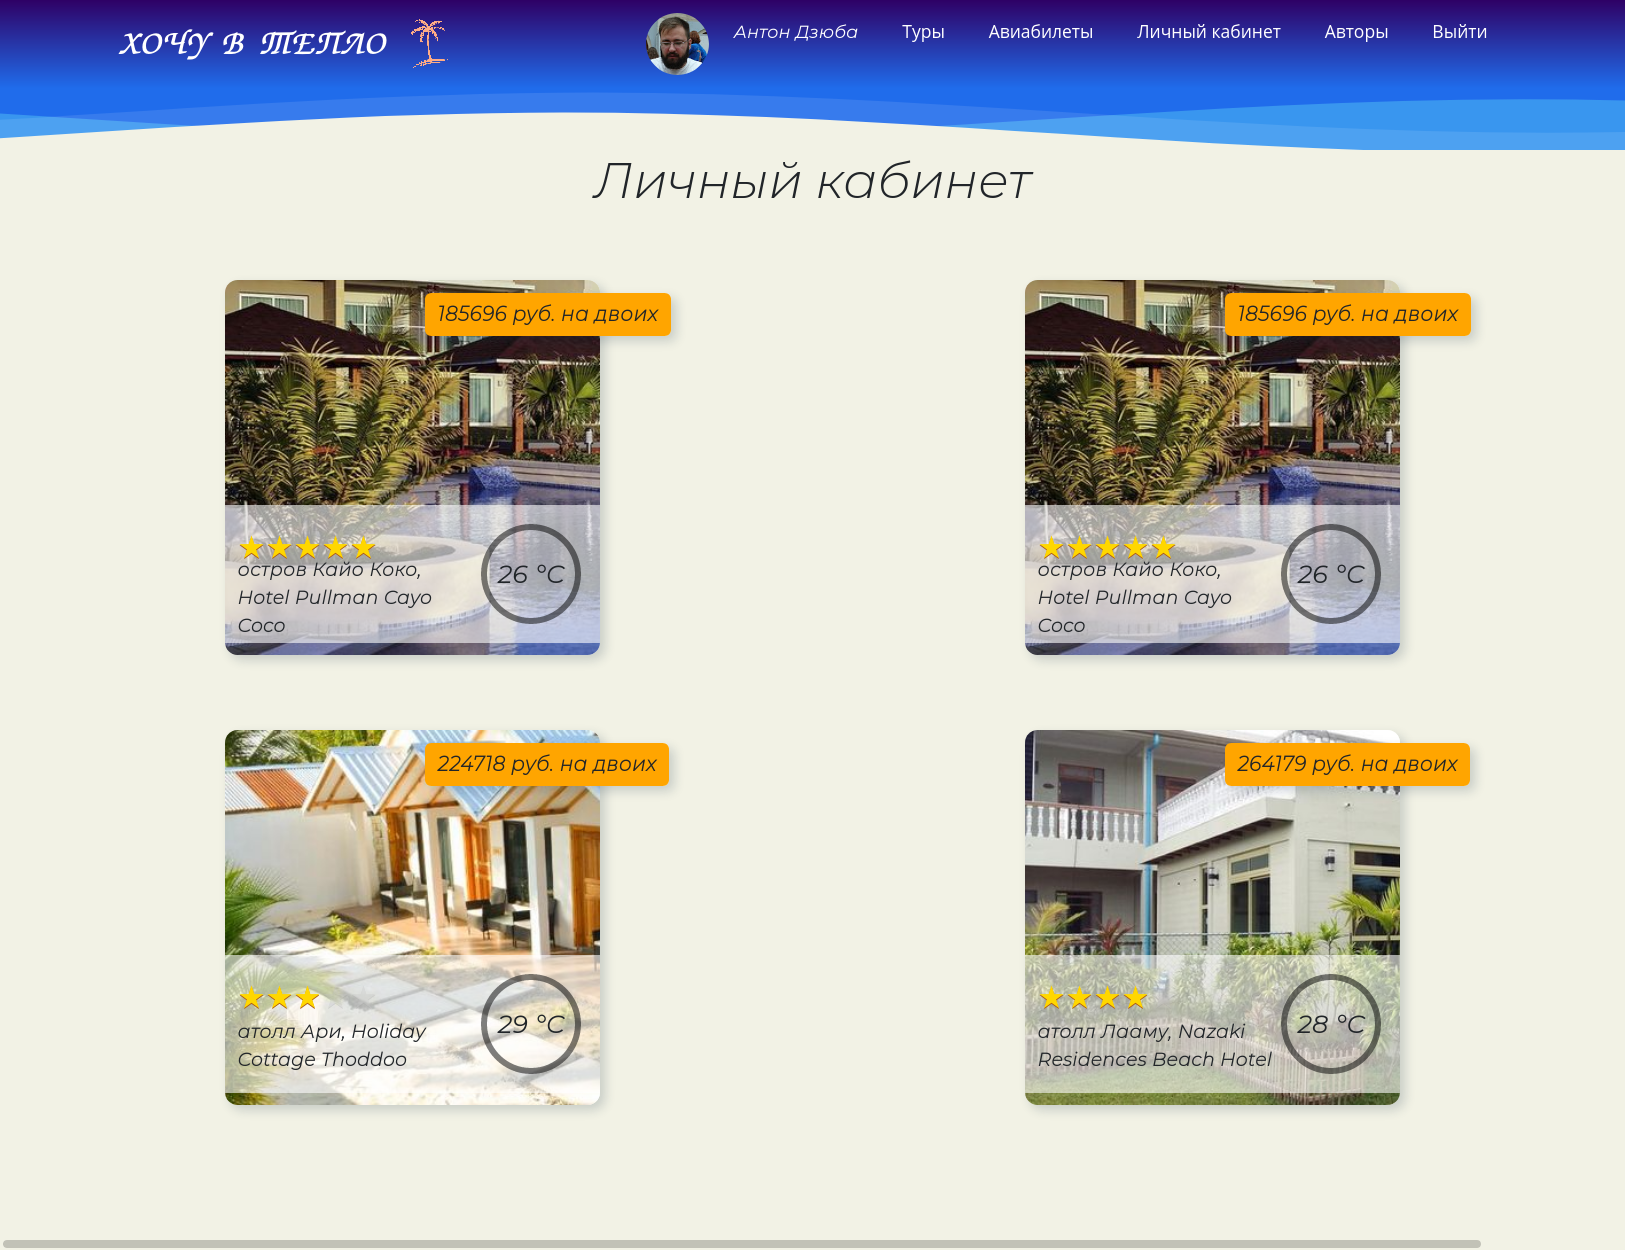 ХОЧУ В ТЕПЛО
Антон Дзюба
Туры
Авиабилеты
Личный кабинет
Авторы
Выйти
Личный кабинет
185696 руб. на двоих
остров Кайо Коко,
Hotel Pullman Cayo
Coco
26 °C
185696 руб. на двоих
остров Кайо Коко,
Hotel Pullman Cayo
Coco
26 °C
224718 руб. на двоих
атолл Ари, Holiday
Cottage Thoddoo
29 °C
264179 руб. на двоих
атолл Лааму, Nazaki
Residences Beach Hotel
28 °C